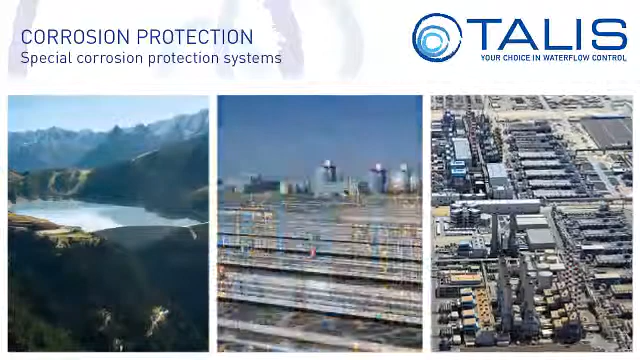 CORROSION PROTECTION
Special corrosion protection systems
TALIS
YOUR CHOICE IN WATERFLOW CONTROL